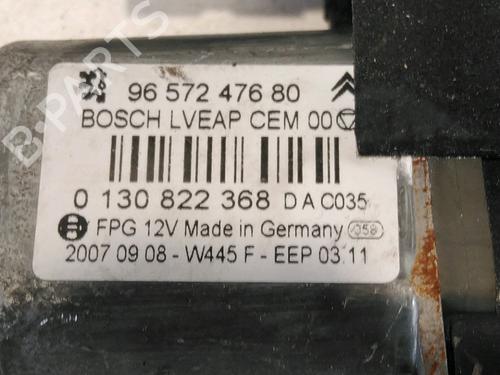 96 572 476 80
BOSCH LVEAP CEM 00
0 130 822 368 D A C035
FPG 12V Made in Germany 058
2007 09 08 - W445 F - EEP 03.11
B-PARTS